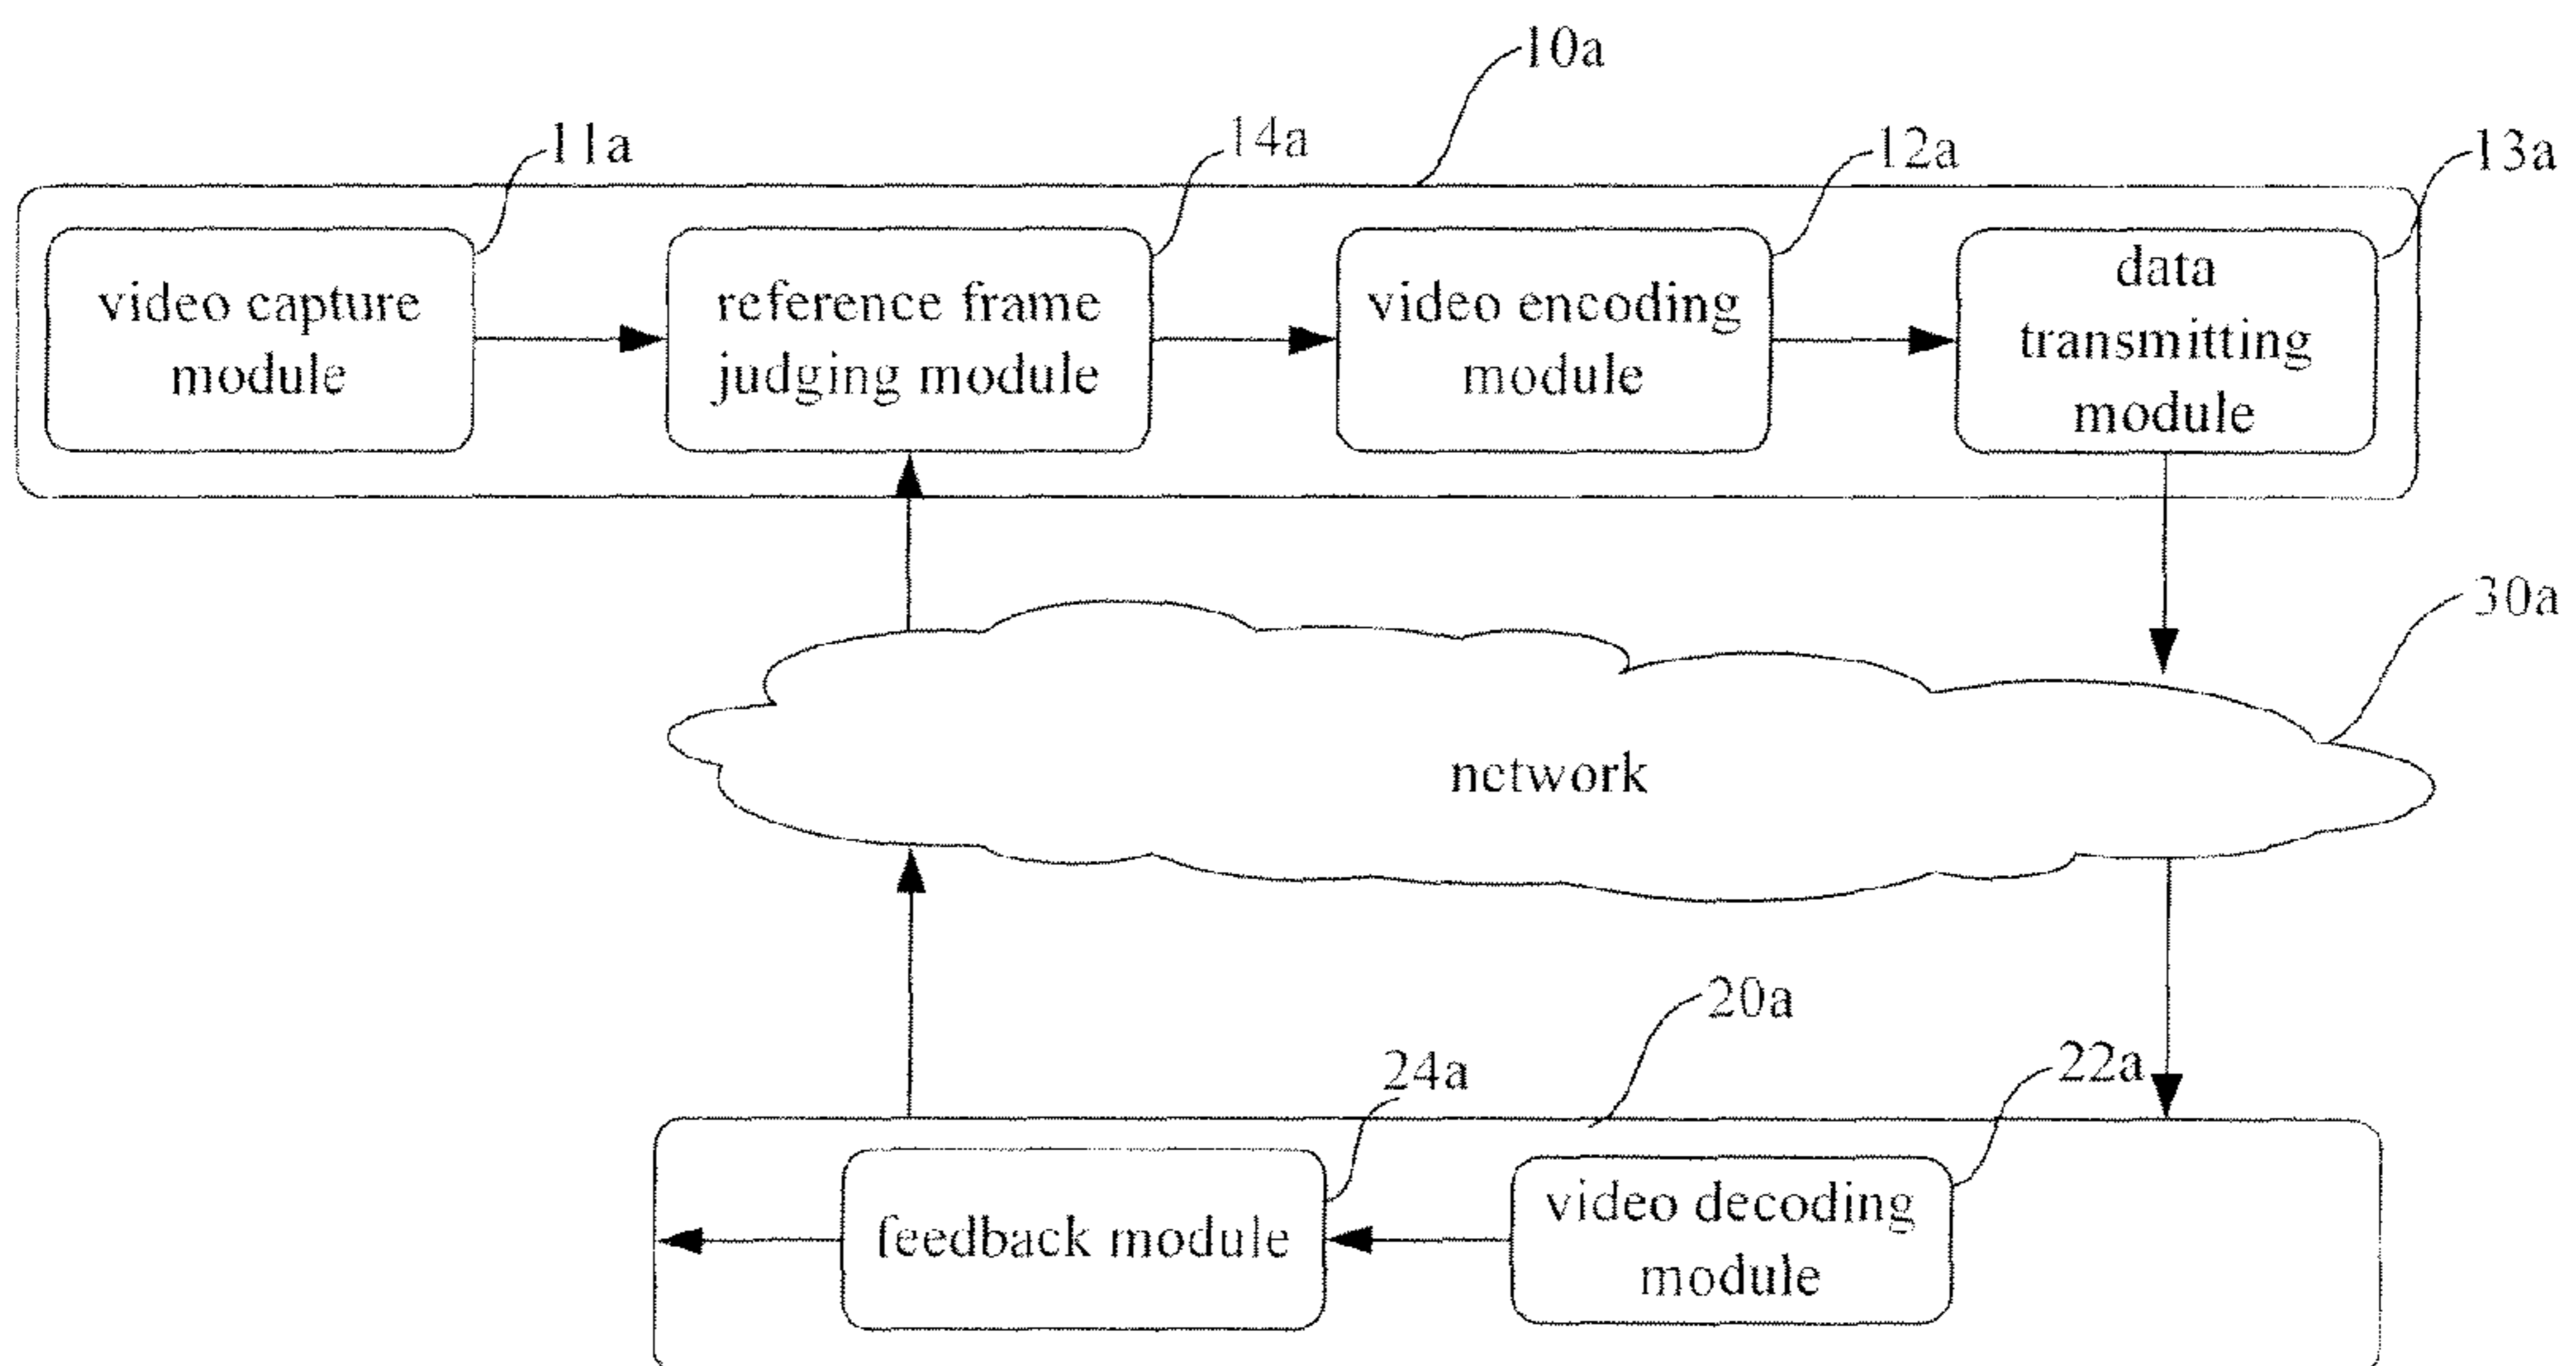 10a
11a
14a
12a
13a
video capture
module
reference frame
judging module
video encoding
module
data
transmitting
module
30a
network
20a
24a
22a
feedback module
video decoding
module